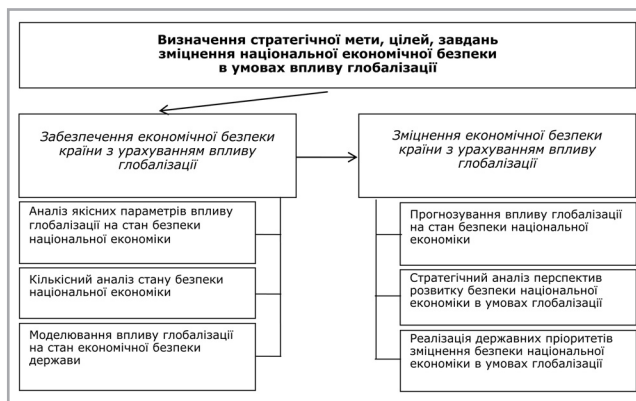 Визначення стратегічної мети, цілей, завдань
зміцнення національної економічної безпеки
в умовах впливу глобалізації
Забезпечення економічної безпеки
країни з урахуванням впливу
глобалізації
Зміцнення економічної безпеки
країни з урахуванням впливу
глобалізації
Аналіз якісних параметрів впливу
глобалізації на стан безпеки
національної економіки
Кількісний аналіз стану безпеки
національної економіки
Моделювання впливу глобалізації
на стан економічної безпеки
держави
Прогнозування впливу глобалізації
на стан безпеки національної
економіки
Стратегічний аналіз перспектив
розвитку безпеки національної
економіки в умовах глобалізації
Реалізація державних пріоритетів
зміцнення безпеки національної
економіки в умовах глобалізації